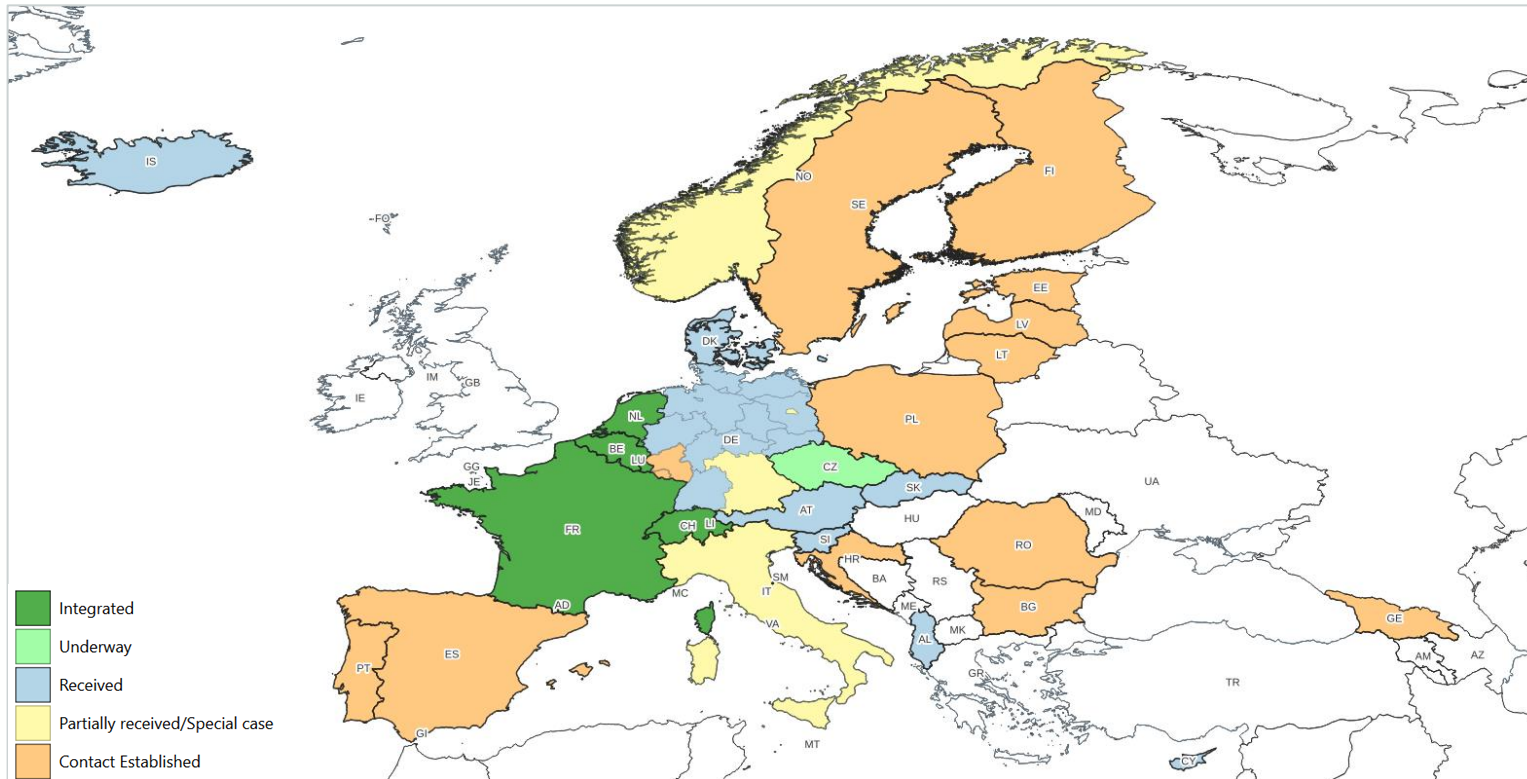 IS
NO
FI
SE
FO
EE
LV
DK
LT
IM
GB
IE
NL
PL
DE
BE
LU
GG
JE
CZ
UA
SK
AT
MD
HU
FR
CH
LI
SI
RO
HR
SM
BA
RS
MC
IT
AD
ME
BG
VA
MK
GE
AL
ES
AM
AZ
PT
GR
TR
GI
MT
CY
Integrated
Underway
Received
Partially received/Special case
Contact Established